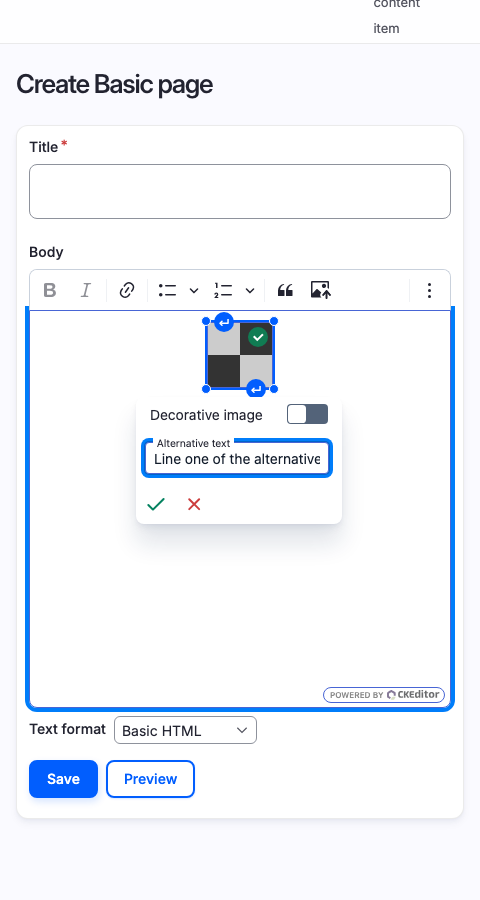 content
item
Create Basic page
Title *
Body
B I
Decorative image
Alternative text
Line one of the alternative
POWERED BY CKEditor
Text format Basic HTML
Save Preview